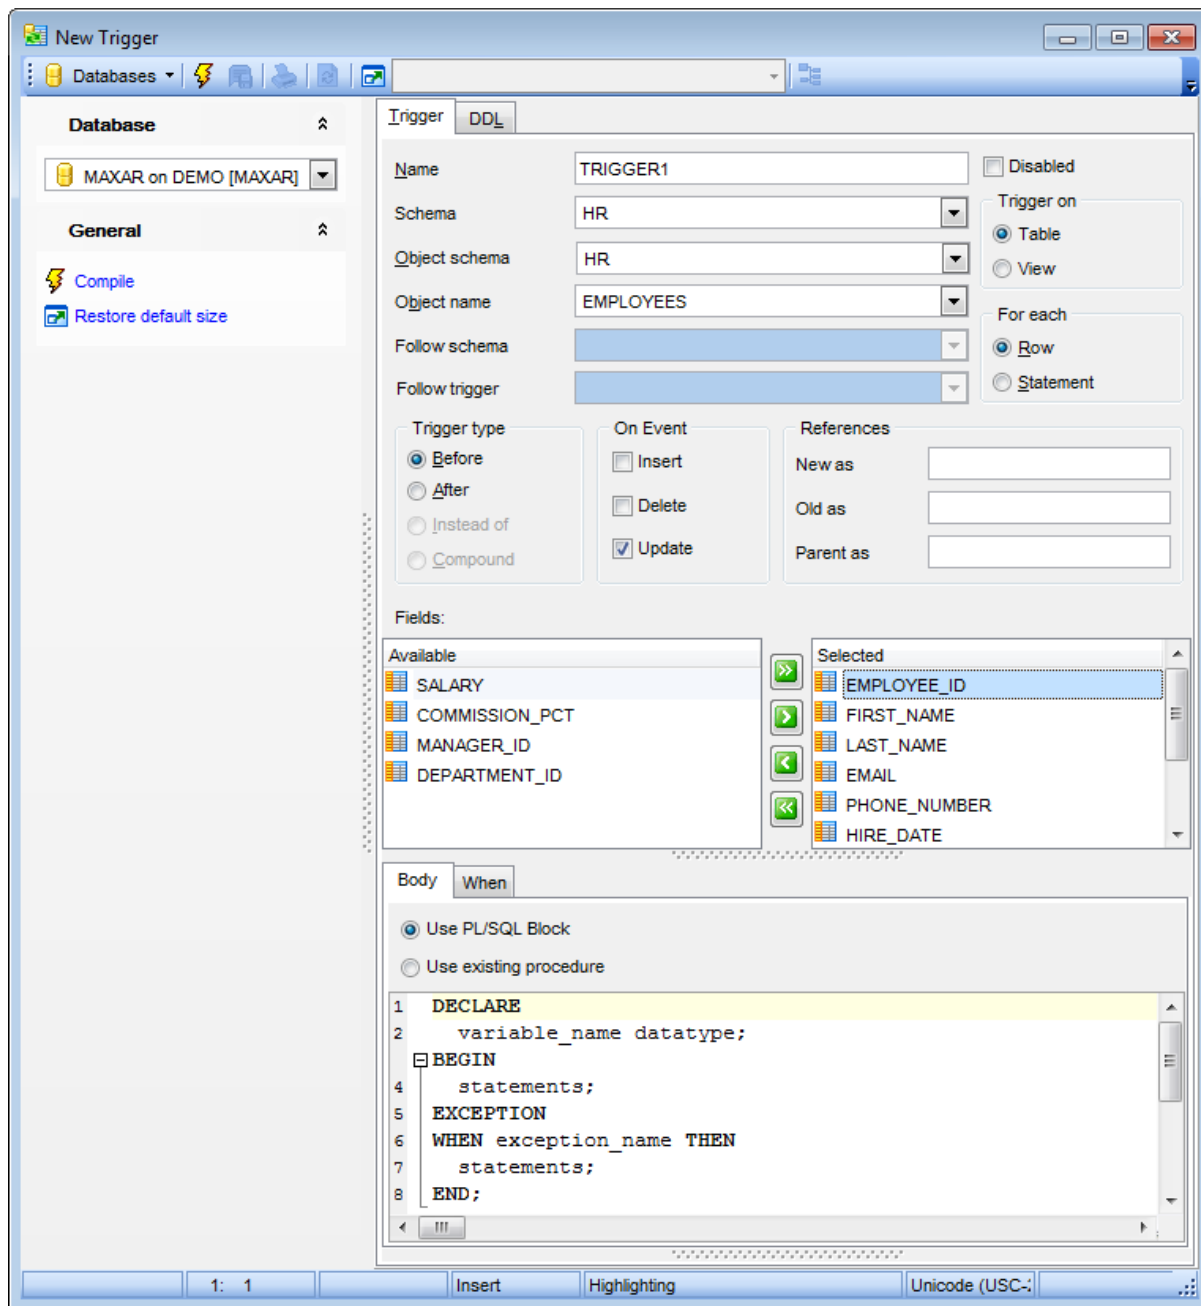 New Trigger
Databases
Database
MAXAR on DEMO [MAXAR]
General
Compile
Restore default size
Trigger DDL
Name TRIGGER1 Disabled
Schema HR
Object schema HR
Object name EMPLOYEES
Follow schema
Follow trigger
Trigger on
Table
View
For each
Row
Statement
Trigger type
Before
After
Instead of
Compound
On Event
Insert
Delete
Update
References
New as
Old as
Parent as
Fields:
Available
SALARY
COMMISSION_PCT
MANAGER_ID
DEPARTMENT_ID
Selected
EMPLOYEE_ID
FIRST_NAME
LAST_NAME
EMAIL
PHONE_NUMBER
HIRE_DATE
Body When
Use PL/SQL Block
Use existing procedure
1 DECLARE
2 variable_name datatype;
BEGIN
4 statements;
5 EXCEPTION
6 WHEN exception_name THEN
7 statements;
8 END;
1: 1 Insert Highlighting Unicode (USC-